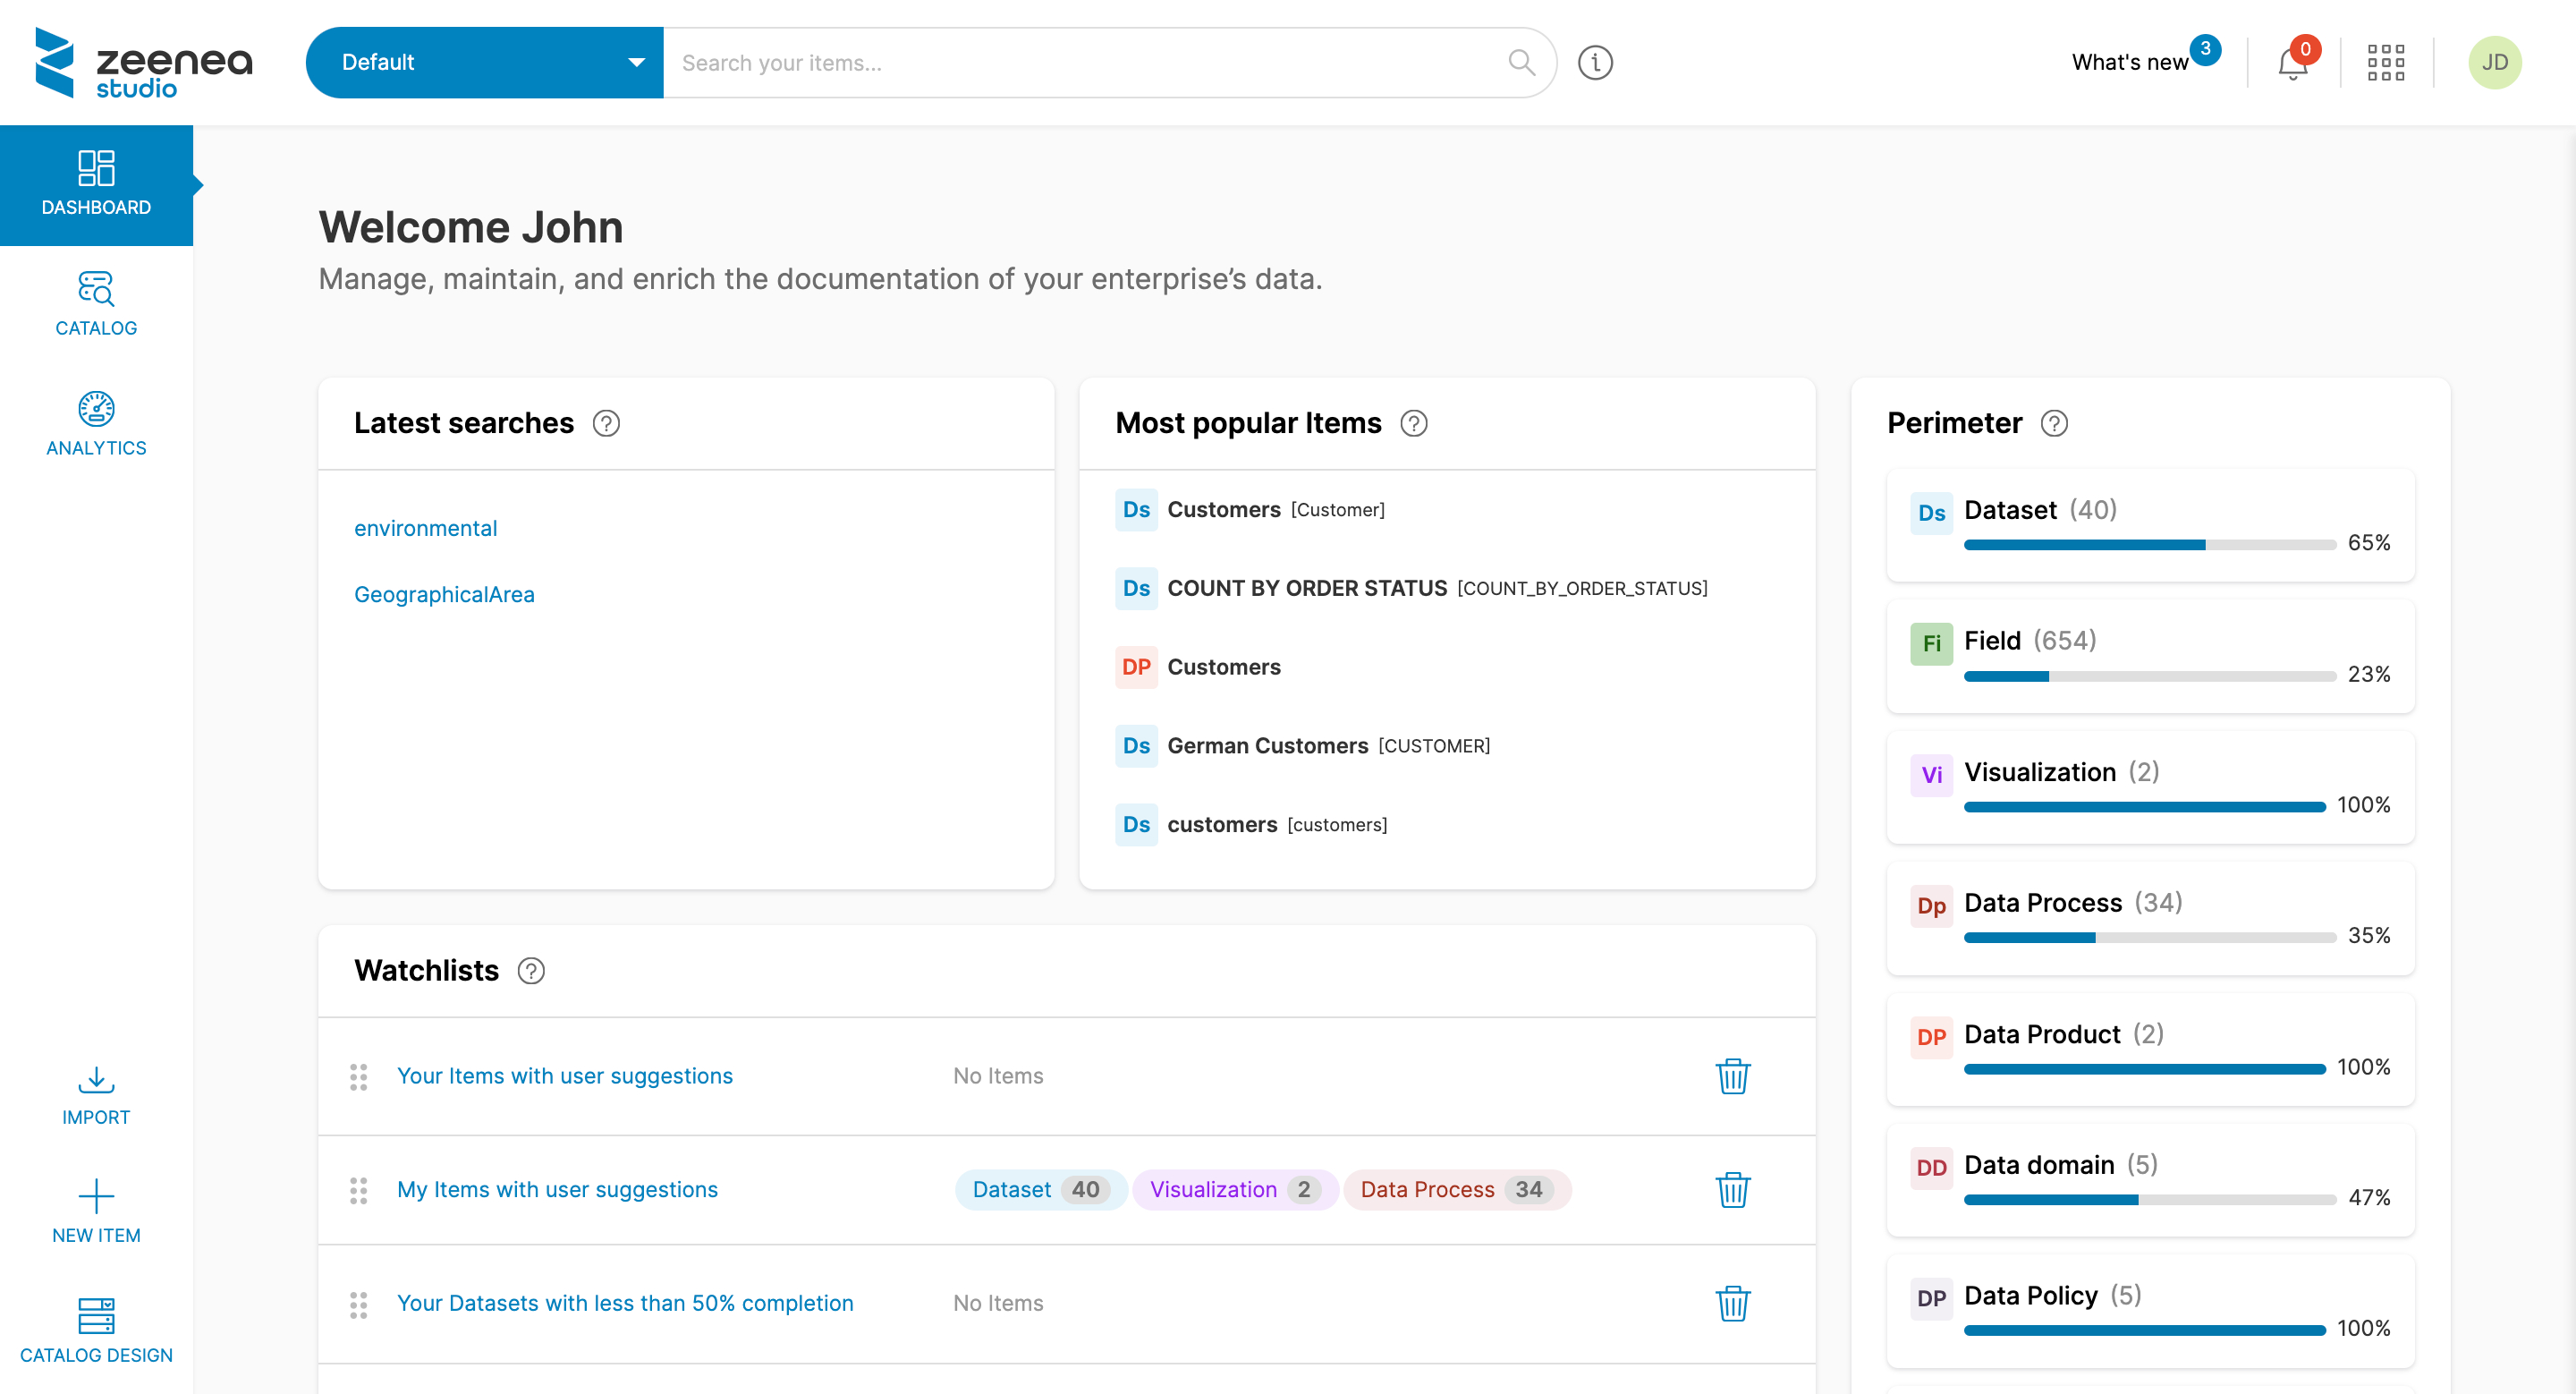 zeenea
studio
Default
Search your items...
i
What's new
3
0
JD
DASHBOARD
CATALOG
ANALYTICS
IMPORT
NEW ITEM
CATALOG DESIGN
Welcome John
Manage, maintain, and enrich the documentation of your enterprise’s data.
Latest searches ?
environmental
GeographicalArea
Most popular Items ?
Ds Customers [Customer]
Ds COUNT BY ORDER STATUS [COUNT_BY_ORDER_STATUS]
DP Customers
Ds German Customers [CUSTOMER]
Ds customers [customers]
Watchlists ?
Your Items with user suggestions No Items
My Items with user suggestions Dataset 40 Visualization 2 Data Process 34
Your Datasets with less than 50% completion No Items
Perimeter ?
Ds Dataset (40)
65%
Fi Field (654)
23%
Vi Visualization (2)
100%
Dp Data Process (34)
35%
DP Data Product (2)
100%
DD Data domain (5)
47%
DP Data Policy (5)
100%